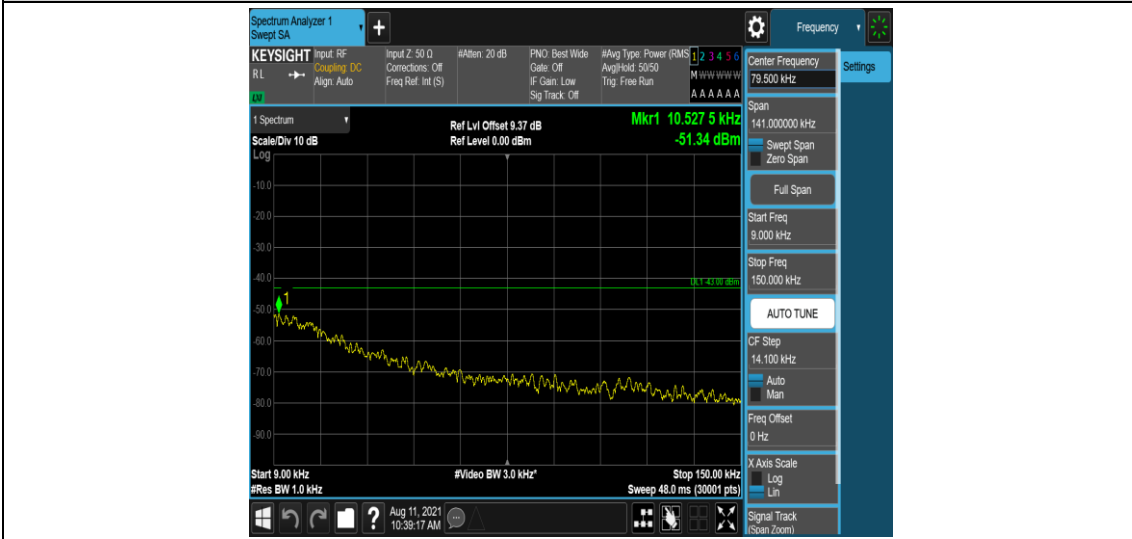 Spectrum Analyzer 1
Swept SA
+
Frequency
KEYSIGHT
RL
Input: RF
Coupling: DC
Align: Auto
Input Z: 50 Ω
Corrections: Off
Freq Ref: Int (S)
#Atten: 20 dB
PNO: Best Wide
Gate: Off
IF Gain: Low
Sig Track: Off
#Avg Type: Power (RMS
Avg|Hold: 50/50
Trig: Free Run
1 2 3 4 5 6
M W W W W W
A A A A A A
1 Spectrum
Scale/Div 10 dB
Log
Ref Lvl Offset 9.37 dB
Ref Level 0.00 dBm
Mkr1 10.527 5 kHz
-51.34 dBm
-10.0
-20.0
-30.0
-40.0
DL1 -43.00 dBm
1
-50.0
-60.0
-70.0
-80.0
-90.0
Start 9.00 kHz
#Video BW 3.0 kHz*
Stop 150.00 kHz
#Res BW 1.0 kHz
Sweep 48.0 ms (30001 pts)
?
Aug 11, 2021
10:39:17 AM
Center Frequency
79.500 kHz
Settings
Span
141.000000 kHz
Swept Span
Zero Span
Full Span
Start Freq
9.000 kHz
Stop Freq
150.000 kHz
AUTO TUNE
CF Step
14.100 kHz
Auto
Man
Freq Offset
0 Hz
X Axis Scale
Log
Lin
Signal Track
(Span Zoom)